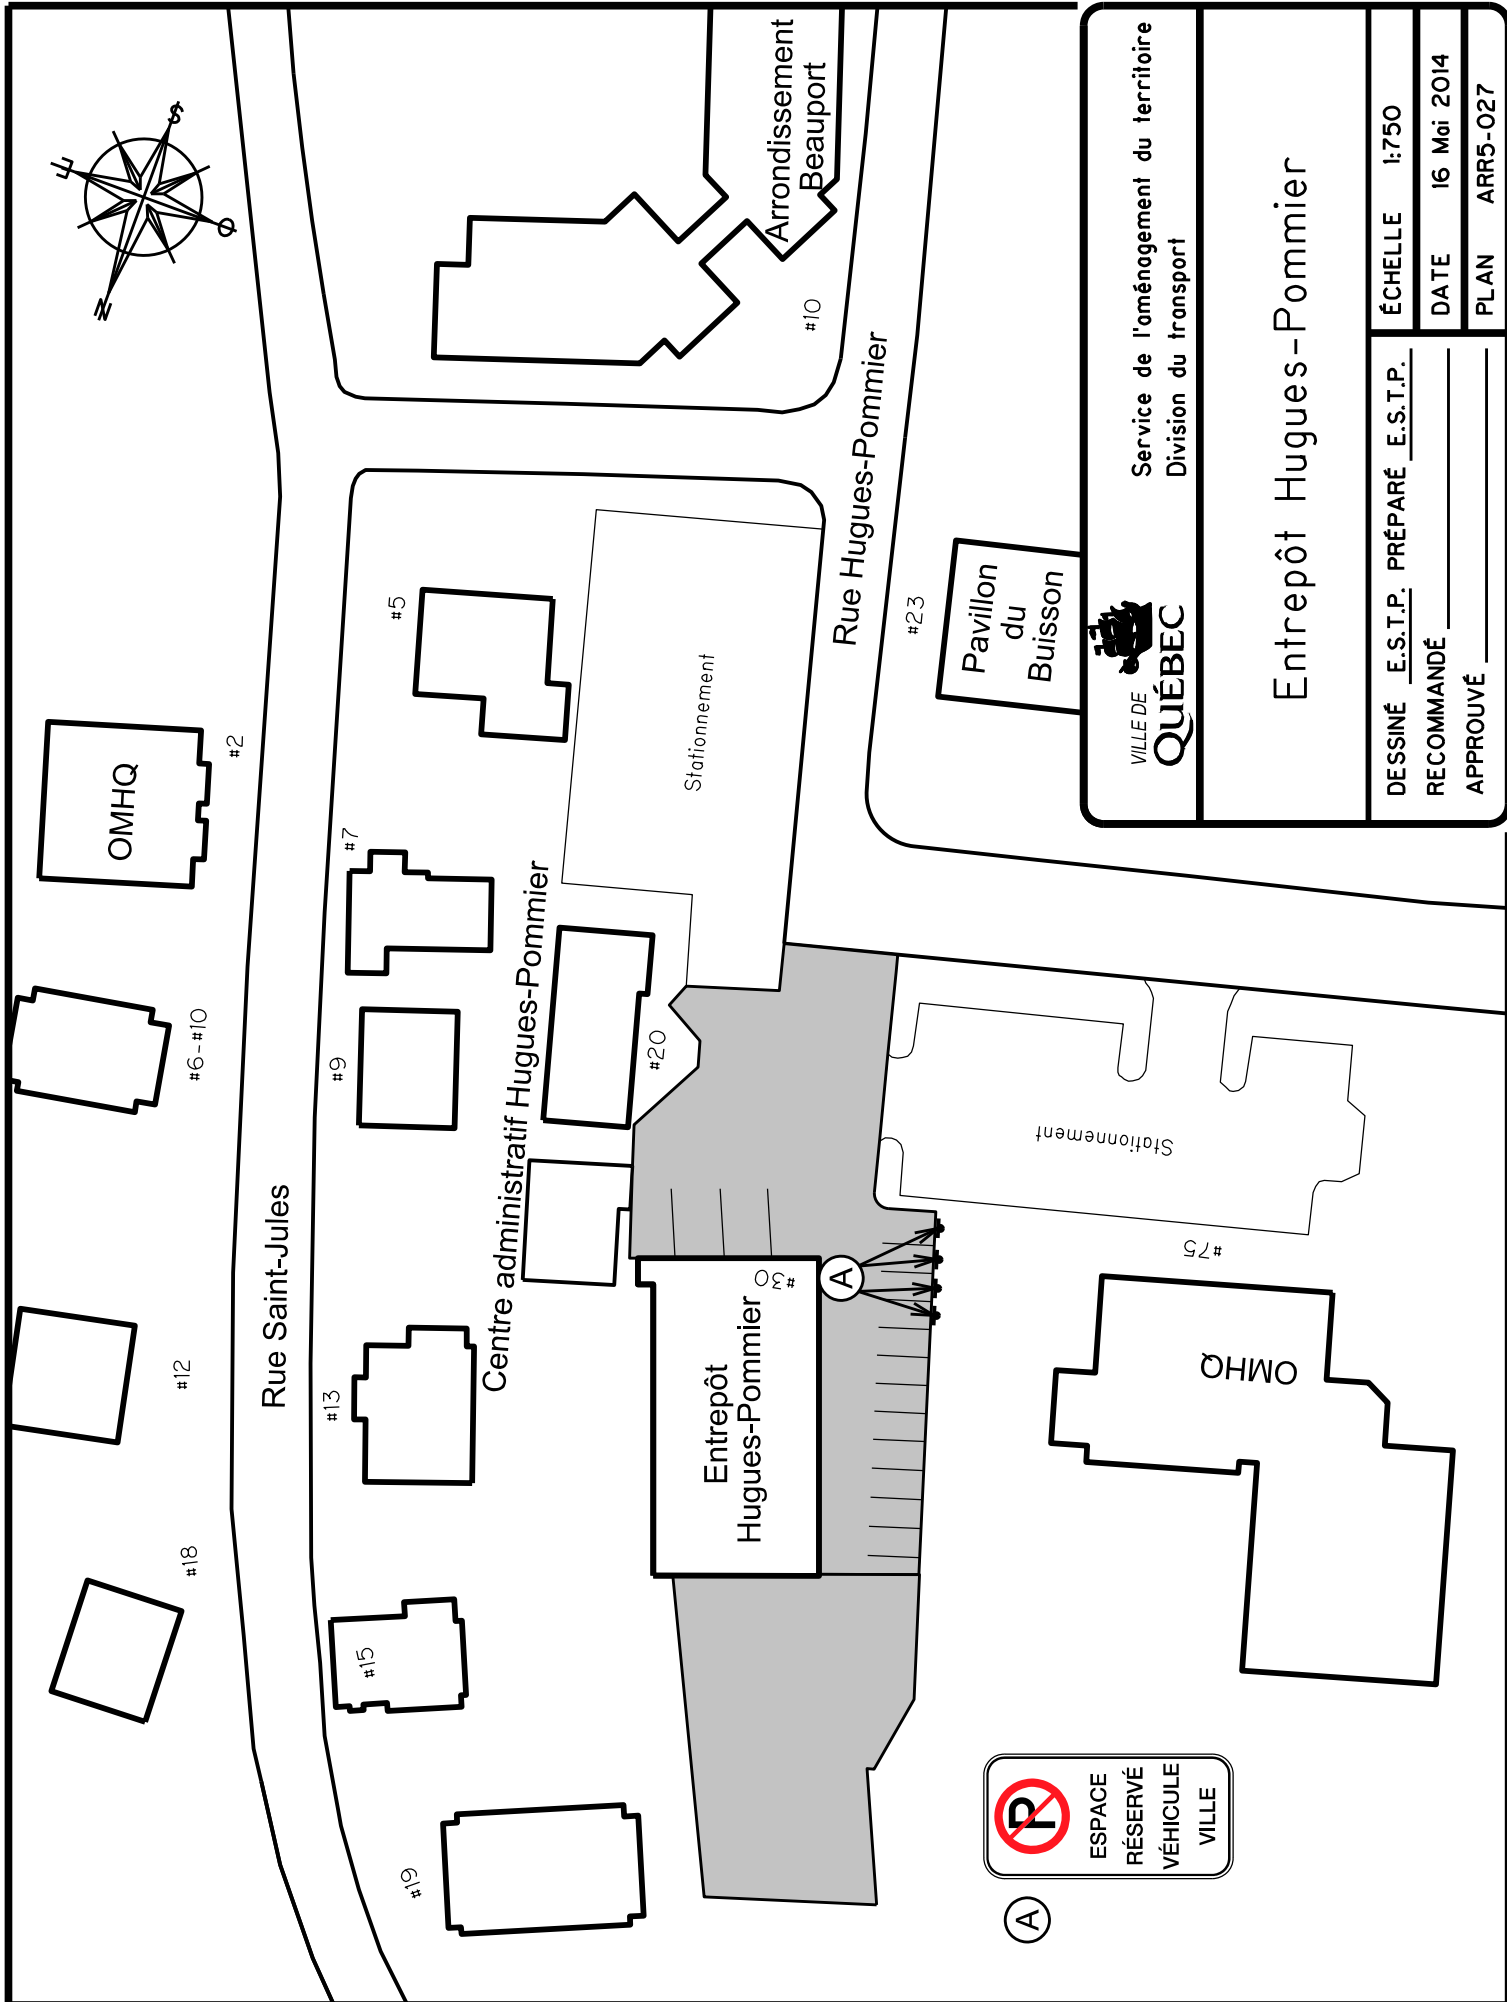 N
E
S
O
Arrondissement
Beauport
#10
Rue Hugues-Pommier
#5
Stationnement
#23
Pavillon
du
Buisson
OMHQ
#2
#7
#6-#10
#9
Centre administratif Hugues-Pommier
#20
Rue Saint-Jules
#12
#13
#18
#15
#19
Entrepôt
Hugues-Pommier
#30
A
Stationnement
#75
OMHQ
A
P
ESPACE
RÉSERVÉ
VÉHICULE
VILLE
VILLE DE
QUÉBEC
Service de l'aménagement du territoire
Division du transport
Entrepôt Hugues-Pommier
DESSINÉ E.S.T.P. PRÉPARÉ E.S.T.P.
RECOMMANDÉ
APPROUVÉ
ÉCHELLE 1:750
DATE 16 Mai 2014
PLAN ARR5-027